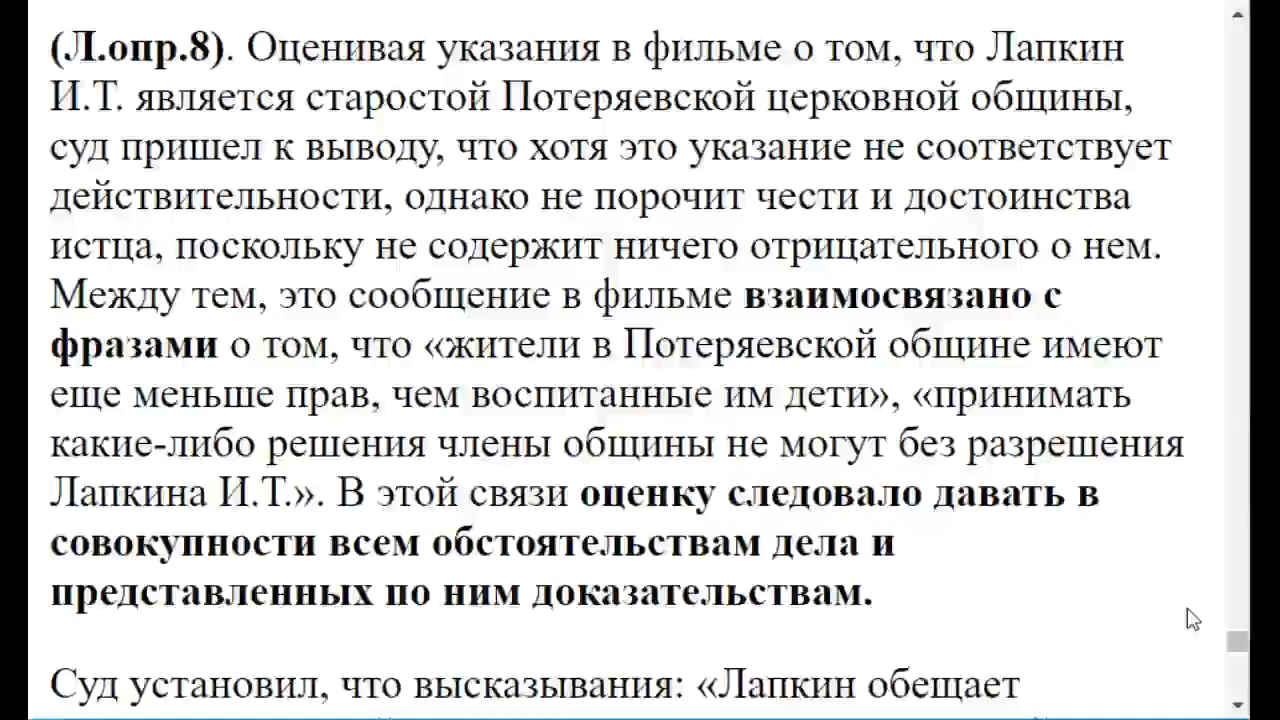 (Л.опр.8). Оценивая указания в фильме о том, что Лапкин
И.Т. является старостой Потеряевской церковной общины,
суд пришел к выводу, что хотя это указание не соответствует
действительности, однако не порочит чести и достоинства
истца, поскольку не содержит ничего отрицательного о нем.
Между тем, это сообщение в фильме взаимосвязано с
фразами о том, что «жители в Потеряевской общине имеют
еще меньше прав, чем воспитанные им дети», «принимать
какие-либо решения члены общины не могут без разрешения
Лапкина И.Т.». В этой связи оценку следовало давать в
совокупности всем обстоятельствам дела и
представленных по ним доказательствам.
Суд установил, что высказывания: «Лапкин обещает